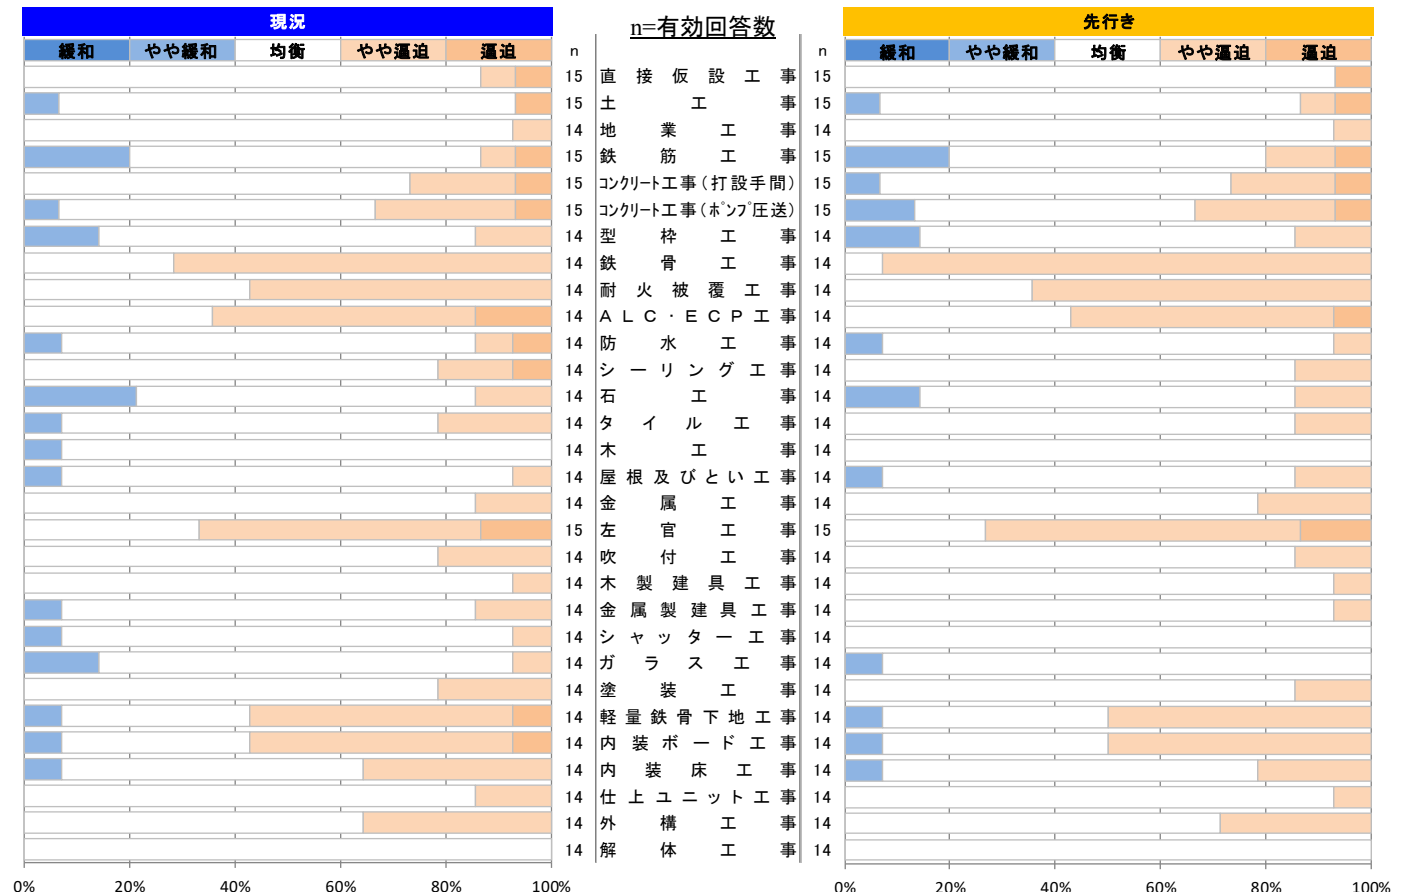 現況
n=有効回答数
先行き
緩和 やや緩和 均衡 やや逼迫 逼迫 n n 緩和 やや緩和 均衡 やや逼迫 逼迫
15 直接仮設工事 15
15 土工事 15
14 地業工事 14
15 鉄筋工事 15
15 コンクリート工事(打設手間) 15
15 コンクリート工事(ポンプ圧送) 15
14 型枠工事 14
14 鉄骨工事 14
14 耐火被覆工事 14
14 ALC・ECP工事 14
14 防水工事 14
14 シーリング工事 14
14 石工事 14
14 タイル工事 14
14 木工事 14
14 屋根及びとい工事 14
14 金属工事 14
15 左官工事 15
14 吹付工事 14
14 木製建具工事 14
14 金属製建具工事 14
14 シャッター工事 14
14 ガラス工事 14
14 塗装工事 14
14 軽量鉄骨下地工事 14
14 内装ボード工事 14
14 内装床工事 14
14 仕上ユニット工事 14
14 外構工事 14
14 解体工事 14
0% 20% 40% 60% 80% 100% 0% 20% 40% 60% 80% 100%